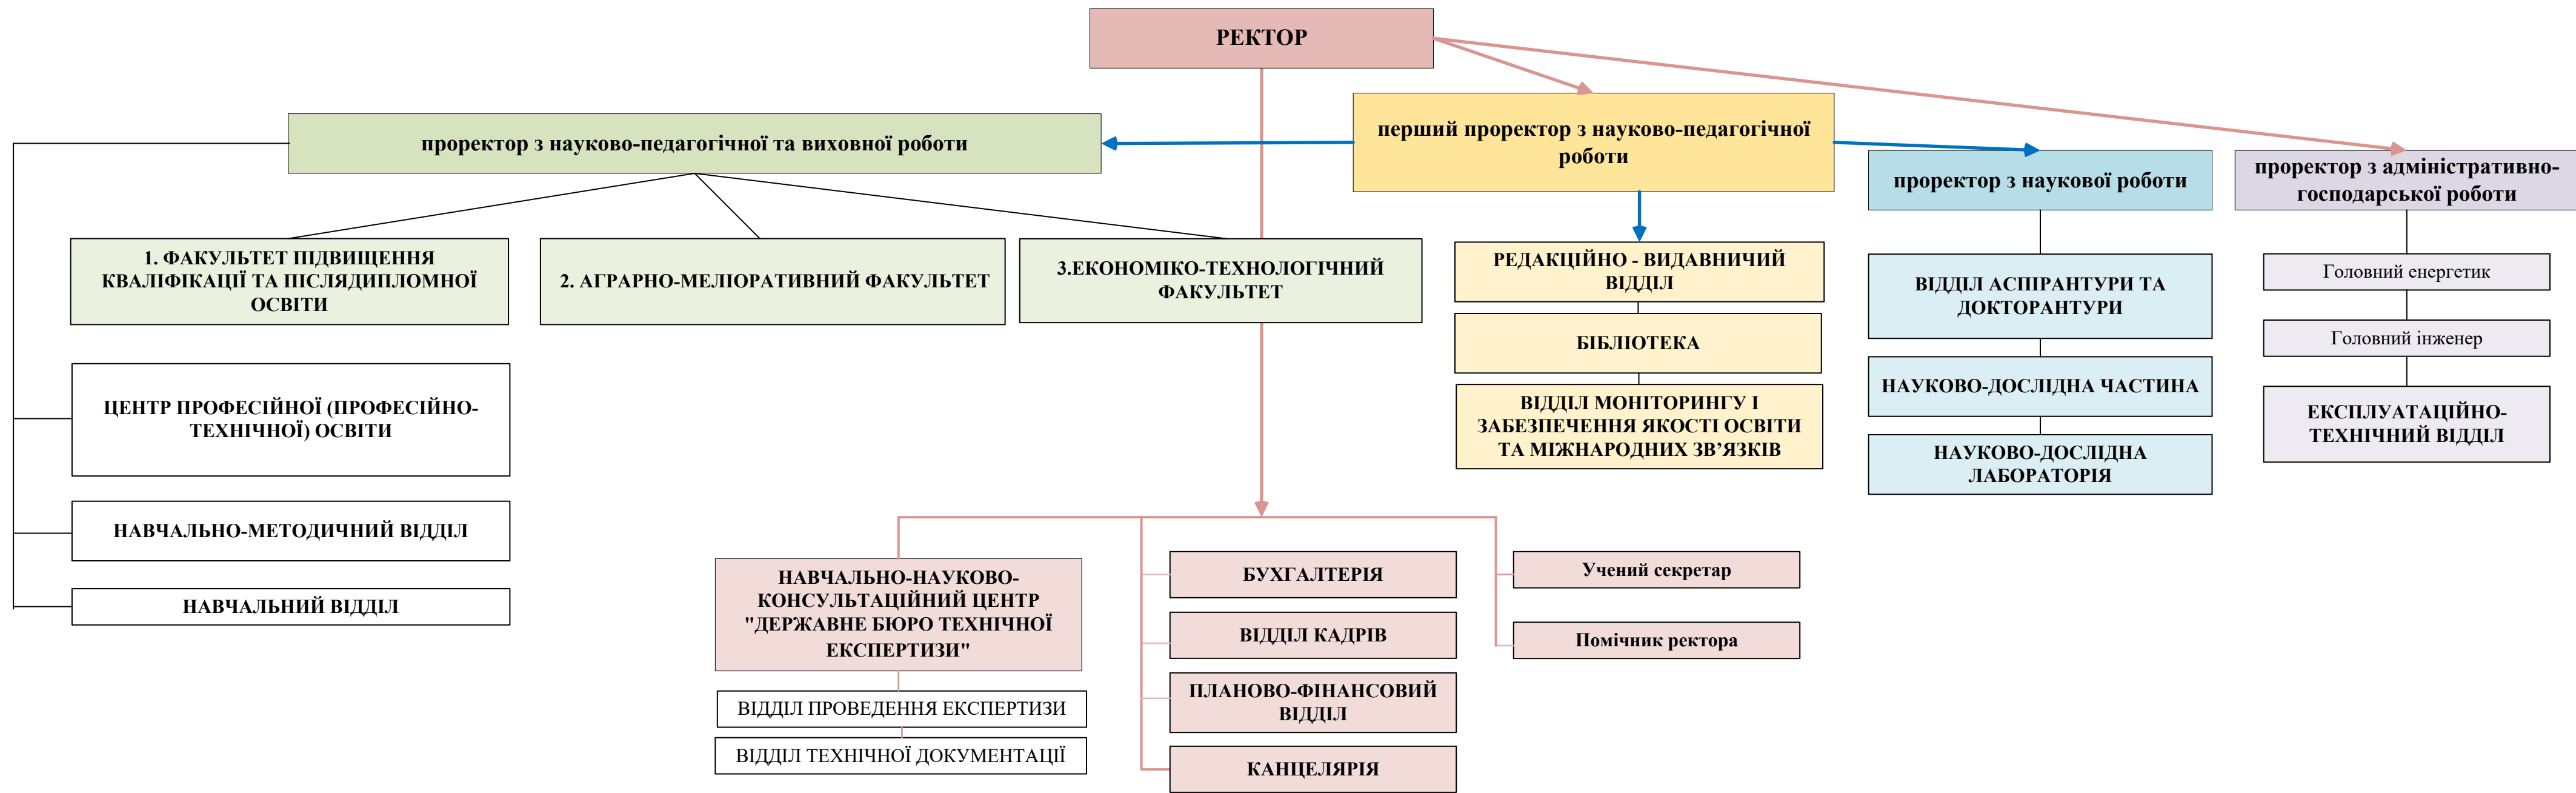 РЕКТОР
перший проректор з науково-педагогічної
роботи
проректор з науково-педагогічної та виховної роботи
проректор з наукової роботи
проректор з адміністративно-
господарської роботи
1. ФАКУЛЬТЕТ ПІДВИЩЕННЯ
КВАЛІФІКАЦІЇ ТА ПІСЛЯДИПЛОМНОЇ
ОСВІТИ
2. АГРАРНО-МЕЛІОРАТИВНИЙ ФАКУЛЬТЕТ
3.ЕКОНОМІКО-ТЕХНОЛОГІЧНИЙ
ФАКУЛЬТЕТ
РЕДАКЦІЙНО - ВИДАВНИЧИЙ
ВІДДІЛ
БІБЛІОТЕКА
ВІДДІЛ МОНІТОРИНГУ І
ЗАБЕЗПЕЧЕННЯ ЯКОСТІ ОСВІТИ
ТА МІЖНАРОДНИХ ЗВ’ЯЗКІВ
ВІДДІЛ АСПІРАНТУРИ ТА
ДОКТОРАНТУРИ
НАУКОВО-ДОСЛІДНА ЧАСТИНА
НАУКОВО-ДОСЛІДНА
ЛАБОРАТОРІЯ
Головний енергетик
Головний інженер
ЕКСПЛУАТАЦІЙНО-
ТЕХНІЧНИЙ ВІДДІЛ
ЦЕНТР ПРОФЕСІЙНОЇ (ПРОФЕСІЙНО-
ТЕХНІЧНОЇ) ОСВІТИ
НАВЧАЛЬНО-МЕТОДИЧНИЙ ВІДДІЛ
НАВЧАЛЬНИЙ ВІДДІЛ
НАВЧАЛЬНО-НАУКОВО-
КОНСУЛЬТАЦІЙНИЙ ЦЕНТР
"ДЕРЖАВНЕ БЮРО ТЕХНІЧНОЇ
ЕКСПЕРТИЗИ"
ВІДДІЛ ПРОВЕДЕННЯ ЕКСПЕРТИЗИ
ВІДДІЛ ТЕХНІЧНОЇ ДОКУМЕНТАЦІЇ
БУХГАЛТЕРІЯ
ВІДДІЛ КАДРІВ
ПЛАНОВО-ФІНАНСОВИЙ
ВІДДІЛ
КАНЦЕЛЯРІЯ
Учений секретар
Помічник ректора